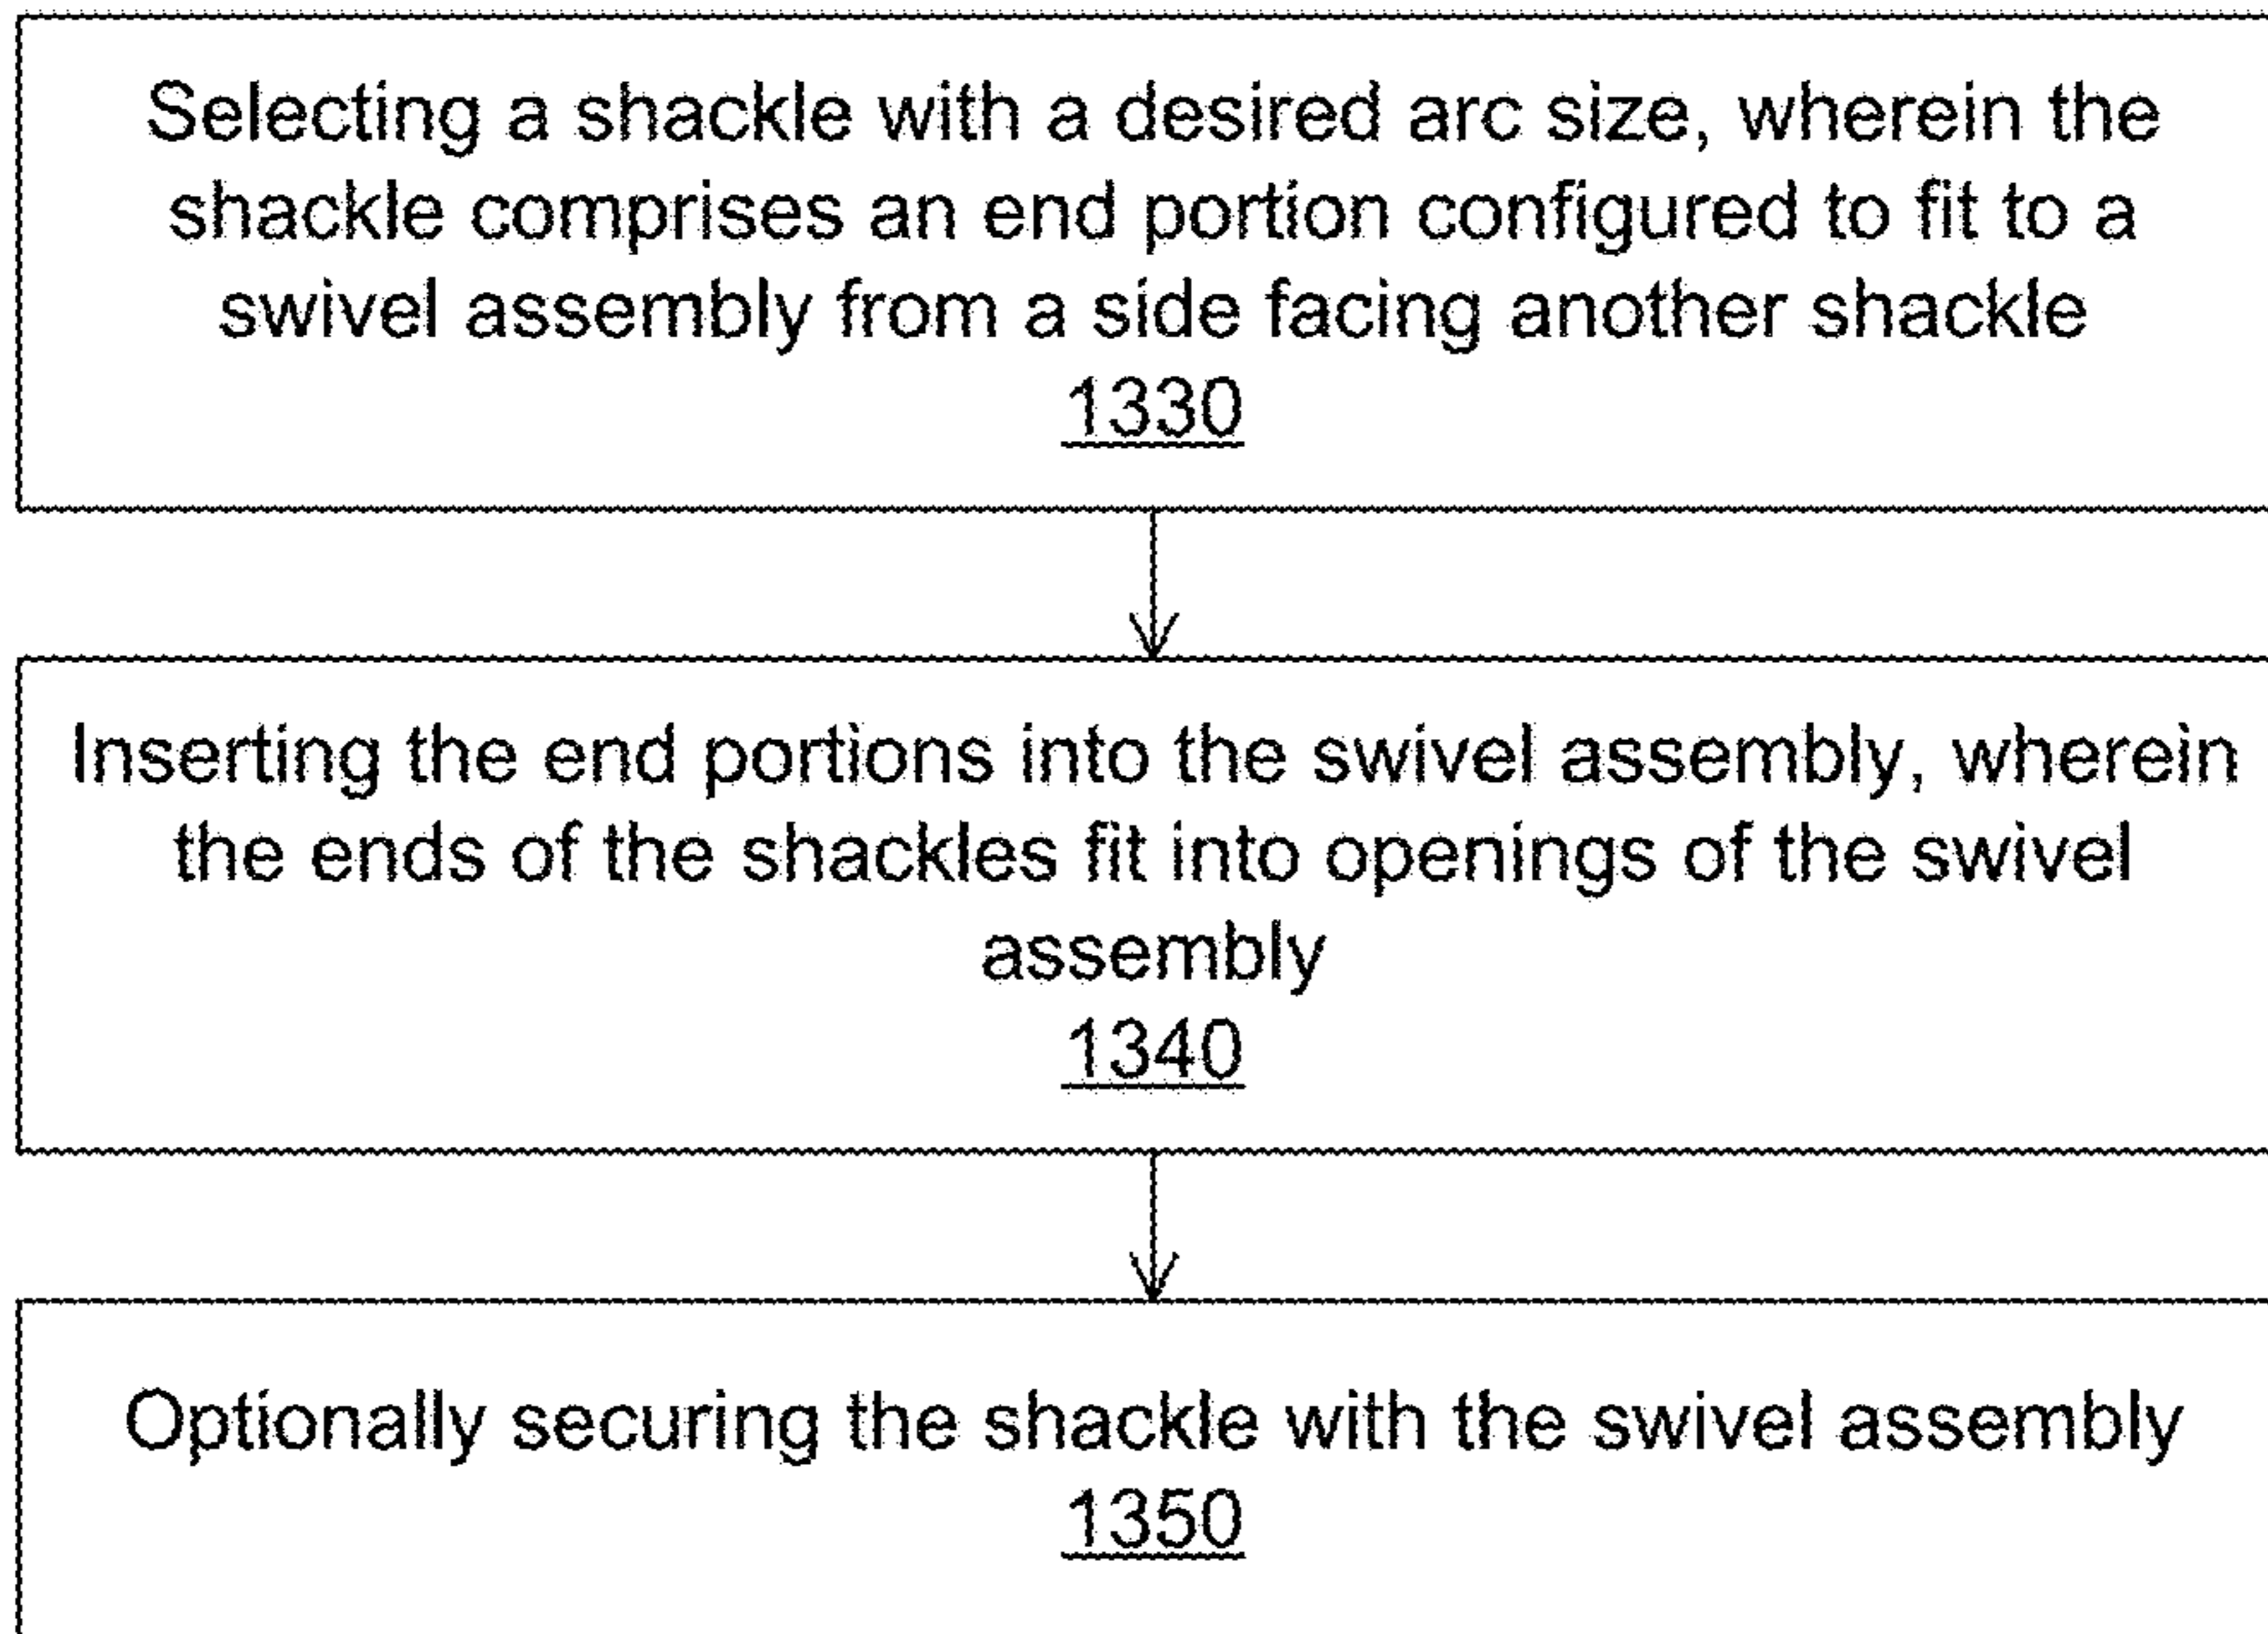 Selecting a shackle with a desired arc size, wherein the
shackle comprises an end portion configured to fit to a
swivel assembly from a side facing another shackle
1330
Inserting the end portions into the swivel assembly, wherein
the ends of the shackles fit into openings of the swivel
assembly
1340
Optionally securing the shackle with the swivel assembly
1350